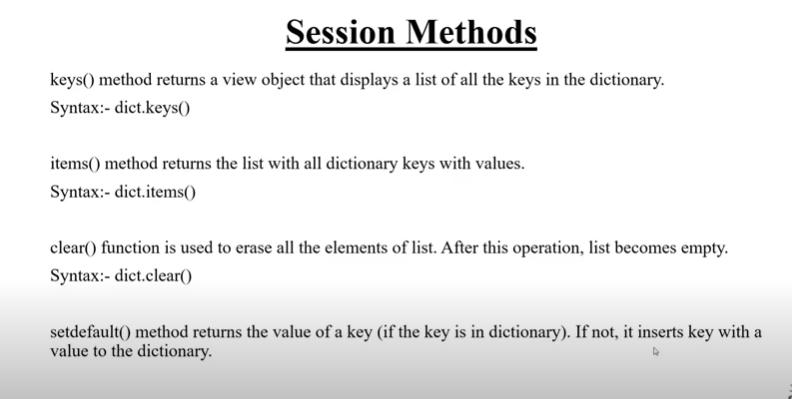 Session Methods
keys() method returns a view object that displays a list of all the keys in the dictionary.
Syntax:- dict.keys()
items() method returns the list with all dictionary keys with values.
Syntax:- dict.items()
clear() function is used to erase all the elements of list. After this operation, list becomes empty.
Syntax:- dict.clear()
setdefault() method returns the value of a key (if the key is in dictionary). If not, it inserts key with a
value to the dictionary.